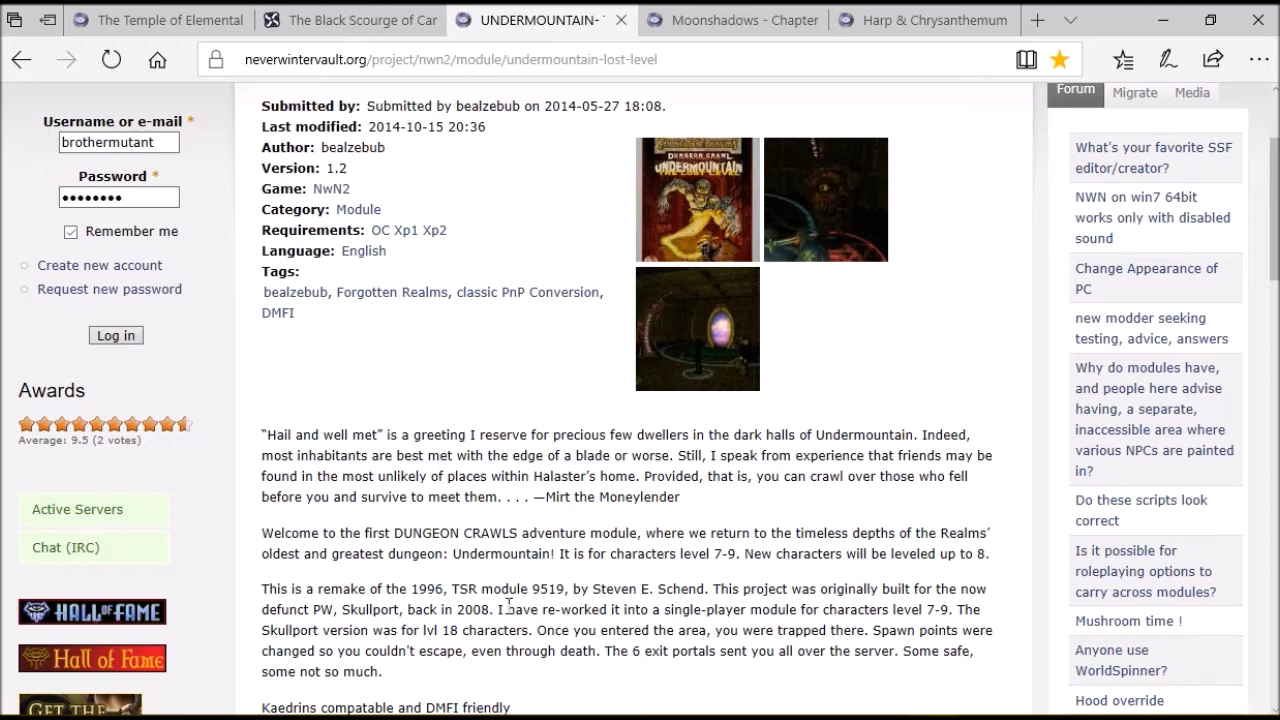 The Temple of Elemental
The Black Scourge of Car
UNDERMOUNTAIN-
Moonshadows - Chapter
Harp & Chrysanthemum
neverwintervault.org/project/nwn2/module/undermountain-lost-level
Username or e-mail *
brothermutant
Password *
••••••••
Remember me
Create new account
Request new password
Log in
Awards
Average: 9.5 (2 votes)
Active Servers
Chat (IRC)
HALL OF FAME
Hall of Fame
GET THE
Submitted by: Submitted by bealzebub on 2014-05-27 18:08.
Last modified: 2014-10-15 20:36
Author: bealzebub
Version: 1.2
Game: NwN2
Category: Module
Requirements: OC Xp1 Xp2
Language: English
Tags:
bealzebub, Forgotten Realms, classic PnP Conversion,
DMFI
FORGOTTEN REALMS
DUNGEON CRAWL
UNDERMOUNTAIN
THE LOST LEVEL
“Hail and well met” is a greeting I reserve for precious few dwellers in the dark halls of Undermountain. Indeed,
most inhabitants are best met with the edge of a blade or worse. Still, I speak from experience that friends may be
found in the most unlikely of places within Halaster’s home. Provided, that is, you can crawl over those who fell
before you and survive to meet them. . . . —Mirt the Moneylender
Welcome to the first DUNGEON CRAWLS adventure module, where we return to the timeless depths of the Realms’
oldest and greatest dungeon: Undermountain! It is for characters level 7-9. New characters will be leveled up to 8.
This is a remake of the 1996, TSR module 9519, by Steven E. Schend. This project was originally built for the now
defunct PW, Skullport, back in 2008. I have re-worked it into a single-player module for characters level 7-9. The
Skullport version was for lvl 18 characters. Once you entered the area, you were trapped there. Spawn points were
changed so you couldn't escape, even through death. The 6 exit portals sent you all over the server. Some safe,
some not so much.
Kaedrins compatable and DMFI friendly
Forum
Migrate
Media
What's your favorite SSF
editor/creator?
NWN on win7 64bit
works only with disabled
sound
Change Appearance of
PC
new modder seeking
testing, advice, answers
Why do modules have,
and people here advise
having, a separate,
inaccessible area where
various NPCs are painted
in?
Do these scripts look
correct
Is it possible for
roleplaying options to
carry across modules?
Mushroom time !
Anyone use
WorldSpinner?
Hood override